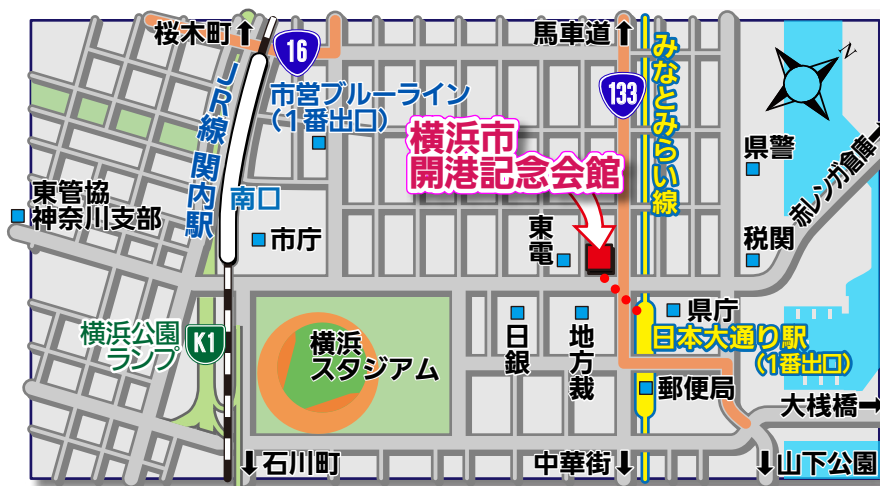 桜木町↑
16
馬車道↑
133
N
JR線 関内駅
市営ブルーライン
(1番出口)
みなとみらい線
横浜市
開港記念会館
県警
赤レンガ倉庫→
東管協
神奈川支部
南口
市庁
東電
税関
県庁
横浜公園
ランプ
K1
横浜
スタジアム
日銀
地方裁
日本大通り駅
(1番出口)
郵便局
大桟橋→
↓石川町
中華街↓
↓山下公園